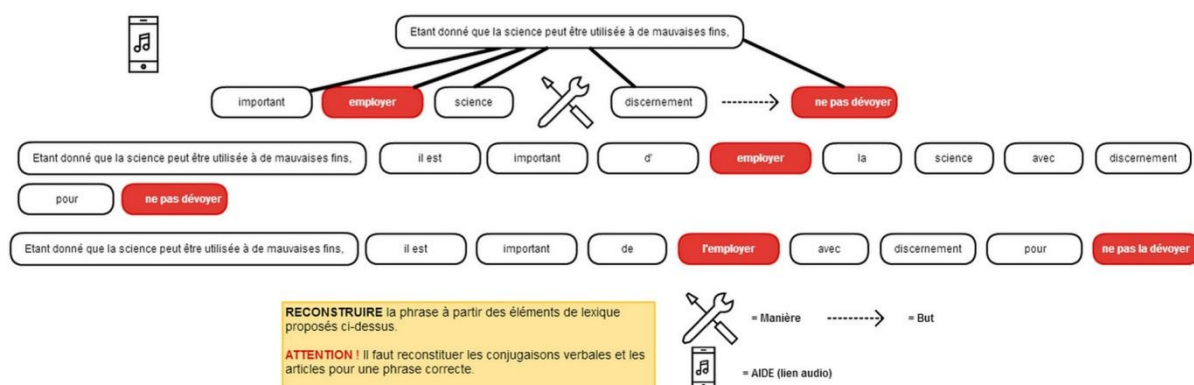 Etant donné que la science peut être utilisée à de mauvaises fins,
important employer science discernement ne pas dévoyer
Etant donné que la science peut être utilisée à de mauvaises fins, il est important d' employer la science avec discernement
pour ne pas dévoyer
Etant donné que la science peut être utilisée à de mauvaises fins, il est important de l'employer avec discernement pour ne pas la dévoyer
RECONSTRUIRE la phrase à partir des éléments de lexique
proposés ci-dessus.
ATTENTION ! Il faut reconstituer les conjugaisons verbales et les
articles pour une phrase correcte.
= Manière = But
= AIDE (lien audio)